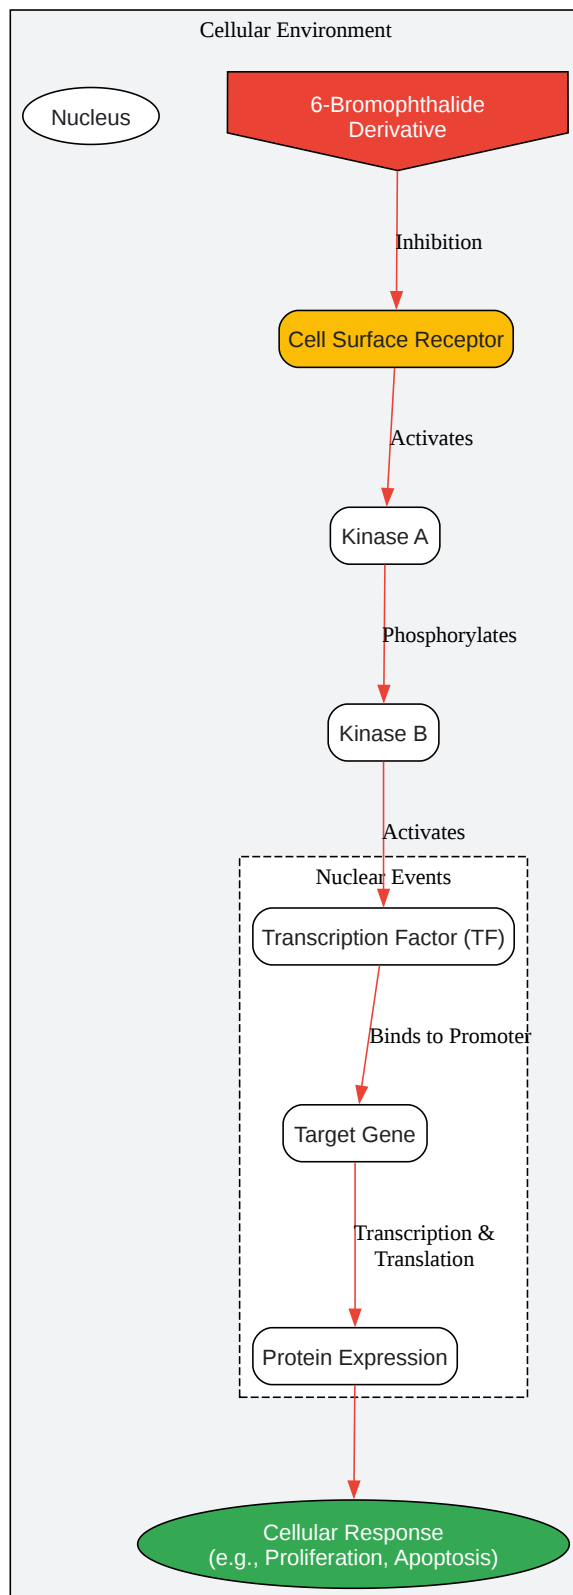 Cellular Environment
Nucleus
6-Bromophthalide
Derivative
Inhibition
Cell Surface Receptor
Activates
Kinase A
Phosphorylates
Kinase B
Activates
Nuclear Events
Transcription Factor (TF)
Binds to Promoter
Target Gene
Transcription &
Translation
Protein Expression
Cellular Response
(e.g., Proliferation, Apoptosis)